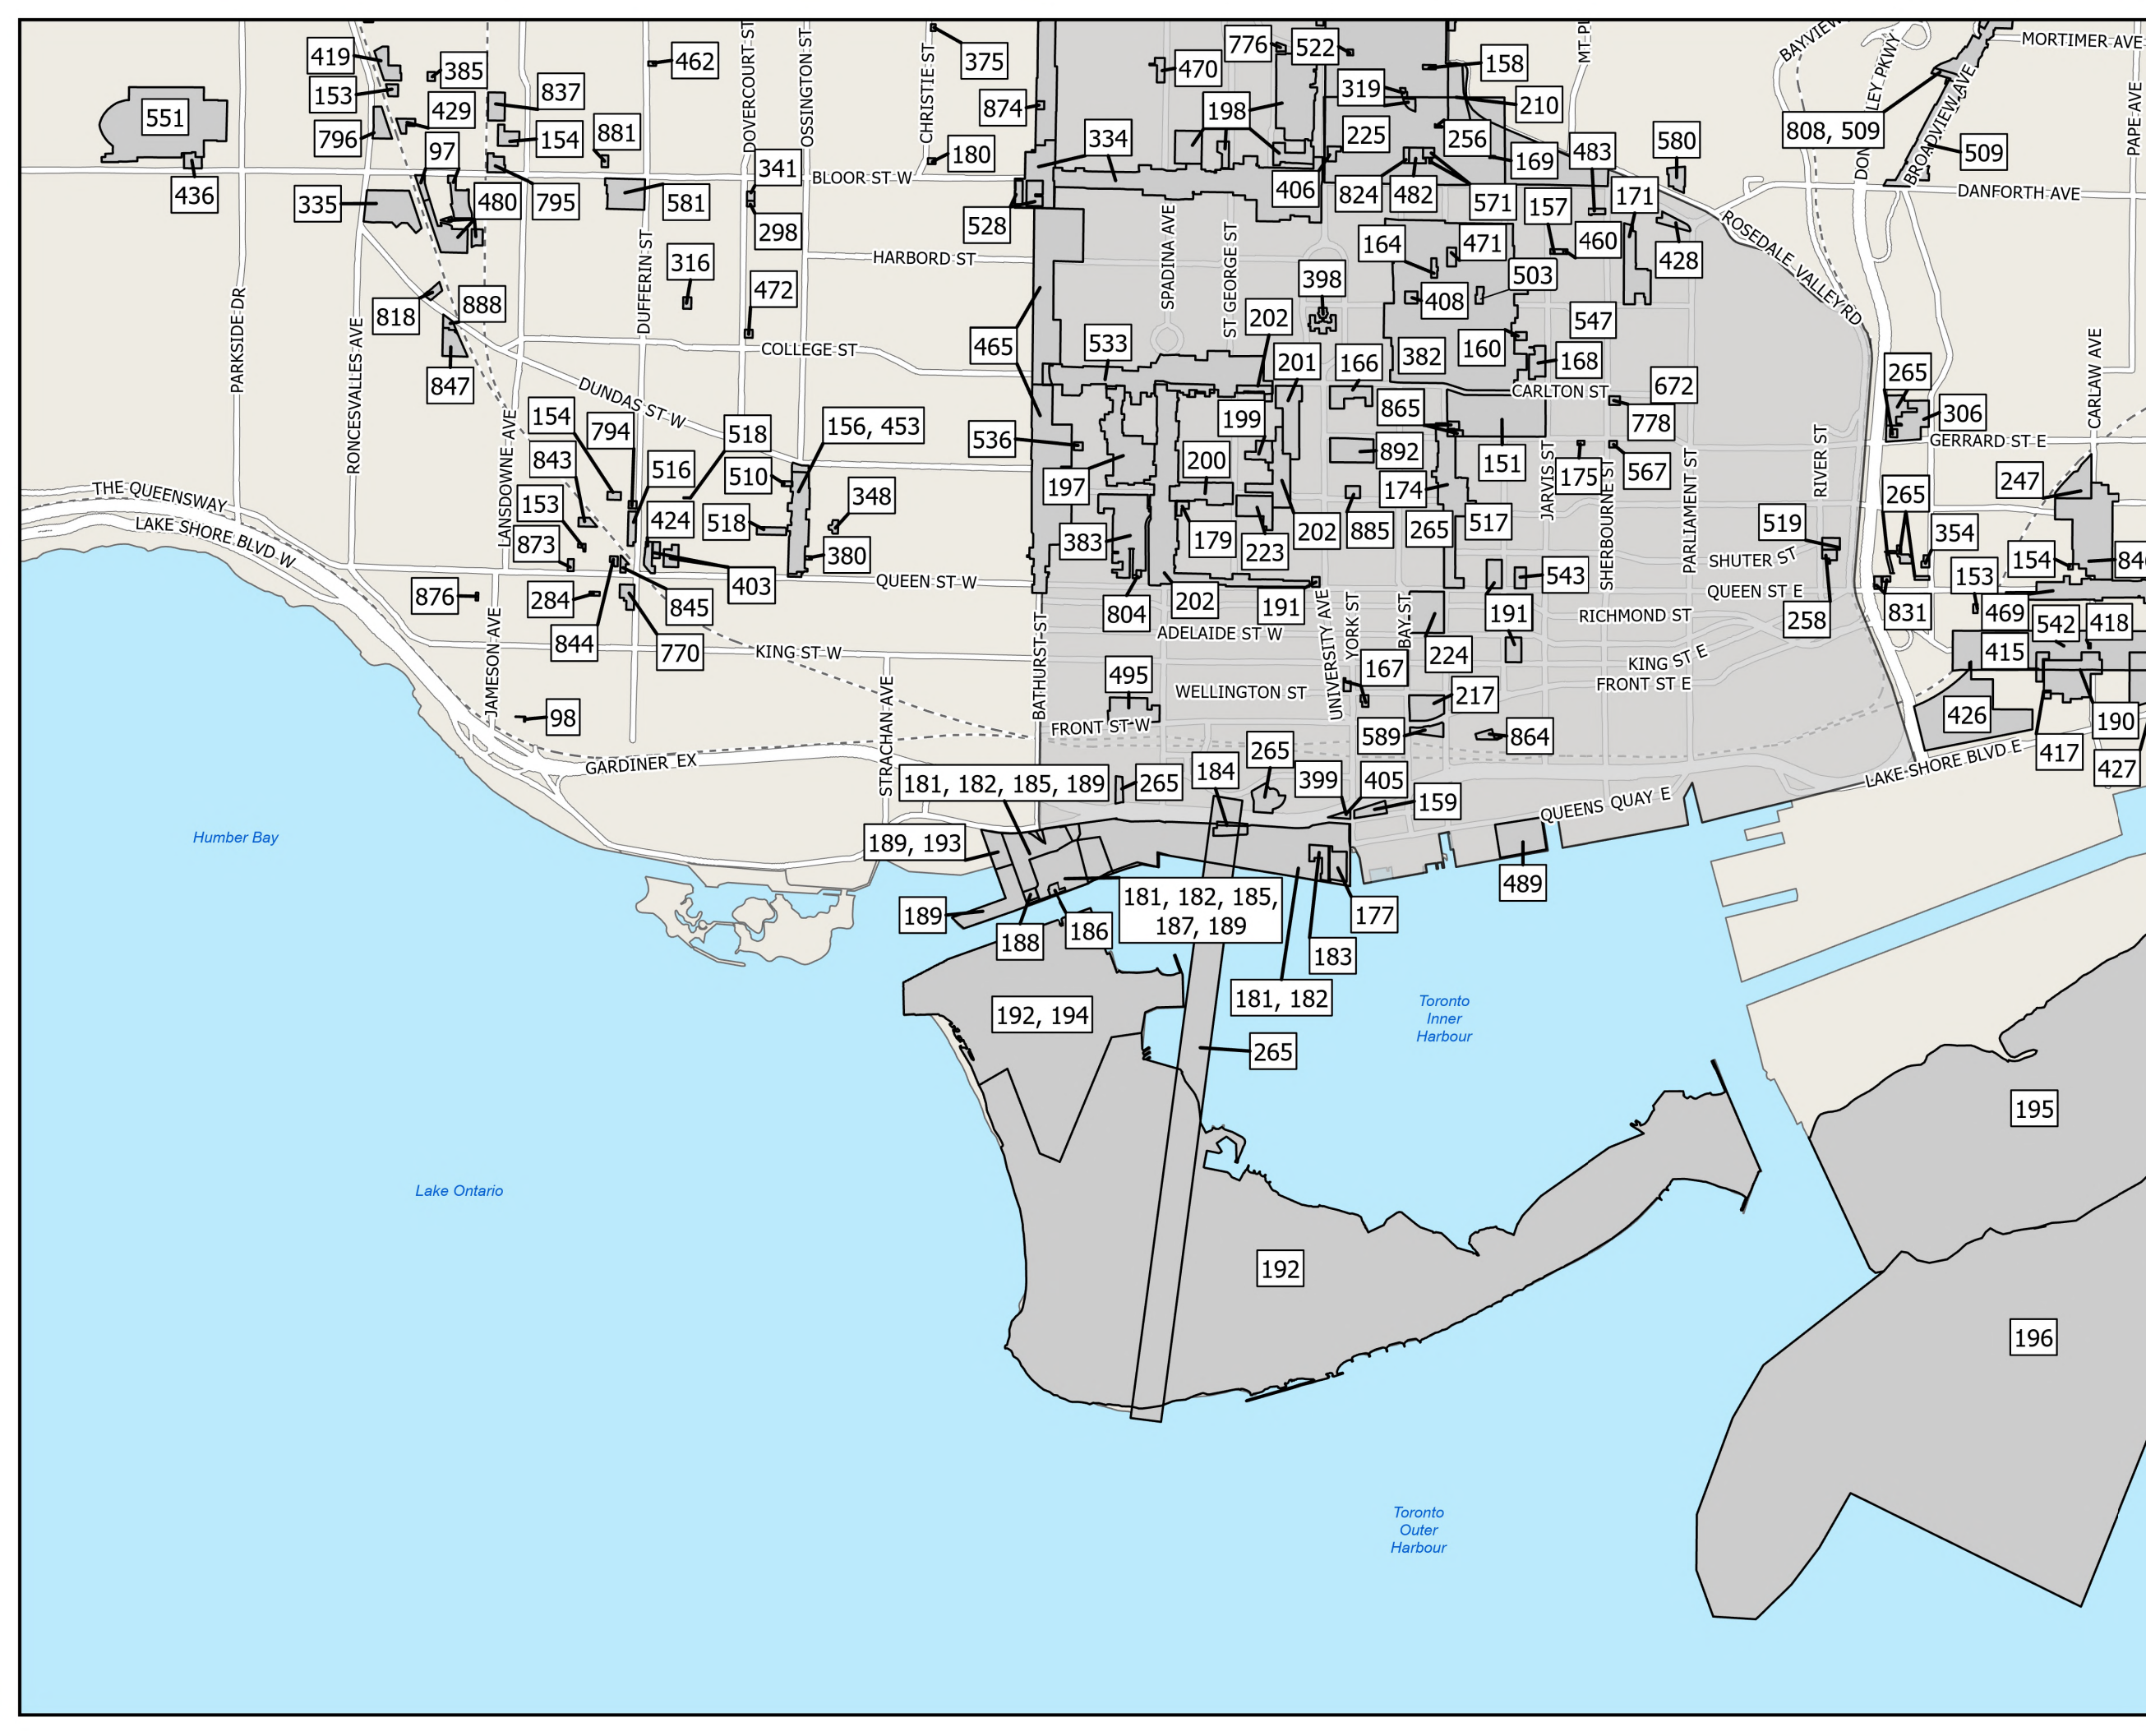 419
385
462
375
776
522
158
MT PL
BAYVIEW
MORTIMER AVE
153
429
837
470
319
210
551
796
154
881
DOVERCOURT ST
OSSINGTON ST
CHRISTIE ST
874
198
225
256
580
808, 509
DON
LEY PKWY
BROADVIEW AVE
509
PAPE AVE
97
334
169
483
180
341
BLOOR ST W
436
335
480
795
581
298
406
824
482
571
157
171
DANFORTH AVE
528
HARBORD ST
SPADINA AVE
ST GEORGE ST
164
471
460
428
ROSEDALE VALLEY RD
316
DUFFERIN ST
472
398
503
408
818
888
PARKSIDE DR
RONCESVALLES AVE
465
533
202
547
847
COLLEGE ST
201
166
382
160
168
265
CARLAW AVE
DUNDAS ST W
CARLTON ST
672
154
794
518
156, 453
199
865
778
306
LANSDOWNE AVE
536
GERRARD ST E
843
516
510
200
892
151
JARVIS ST
175
567
RIVER ST
247
THE QUEENSWAY
153
424
518
348
197
174
SHERBOURNE ST
PARLIAMENT ST
265
LAKE SHORE BLVD W
873
380
383
179
223
202
885
265
517
519
354
SHUTER ST
154
876
284
403
QUEEN ST W
543
QUEEN ST E
153
845
804
202
191
UNIVERSITY AVE
YORK ST
BAY ST
191
RICHMOND ST
258
831
469
542
418
844
770
KING ST W
ADELAIDE ST W
224
KING ST E
415
JAMESON AVE
BATHURST ST
495
167
FRONT ST E
98
STRACHAN AVE
WELLINGTON ST
217
426
190
FRONT ST W
589
864
417
427
GARDINER EX
265
184
265
399
405
LAKE SHORE BLVD E
181, 182, 185, 189
159
QUEENS QUAY E
Humber Bay
189, 193
489
189
188
186
181, 182, 185,
187, 189
177
183
181, 182
192, 194
Toronto
Inner
Harbour
265
195
Lake Ontario
192
196
Toronto
Outer
Harbour